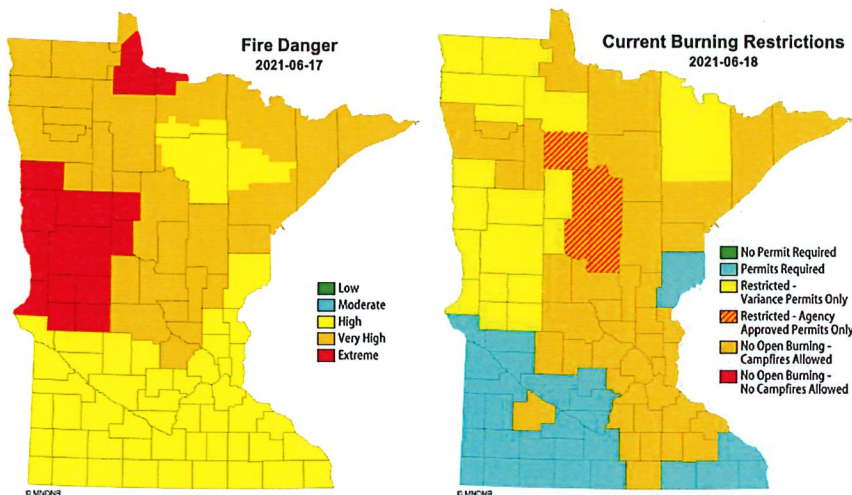 Fire Danger
2021-06-17
Low
Moderate
High
Very High
Extreme
© MNDNR
Current Burning Restrictions
2021-06-18
No Permit Required
Permits Required
Restricted -
Variance Permits Only
Restricted - Agency
Approved Permits Only
No Open Burning -
Campfires Allowed
No Open Burning -
No Campfires Allowed
© MNDNR